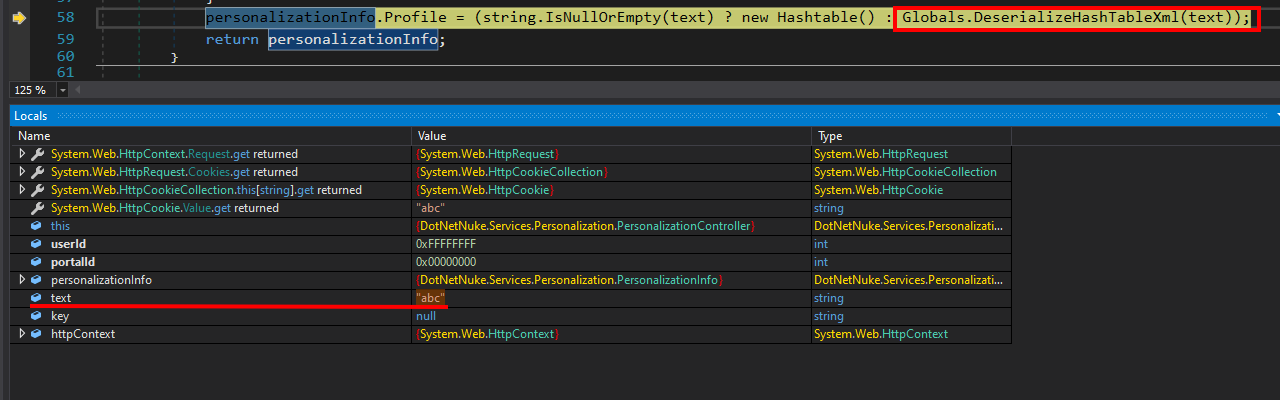 57 }
58 personalizationInfo.Profile = (string.IsNullOrEmpty(text) ? new Hashtable() : Globals.DeserializeHashTableXml(text));
59 return personalizationInfo;
60 }
61
125 %
Locals
Name Value Type
System.Web.HttpContext.Request.get returned {System.Web.HttpRequest} System.Web.HttpRequest
System.Web.HttpRequest.Cookies.get returned {System.Web.HttpCookieCollection} System.Web.HttpCookieCollection
System.Web.HttpCookieCollection.this[string].get returned {System.Web.HttpCookie} System.Web.HttpCookie
System.Web.HttpCookie.Value.get returned "abc" string
this {DotNetNuke.Services.Personalization.PersonalizationController} DotNetNuke.Services.Personalizati...
userId 0xFFFFFFFF int
portalId 0x00000000 int
personalizationInfo {DotNetNuke.Services.Personalization.PersonalizationInfo} DotNetNuke.Services.Personalizati...
text "abc" string
key null string
httpContext {System.Web.HttpContext} System.Web.HttpContext